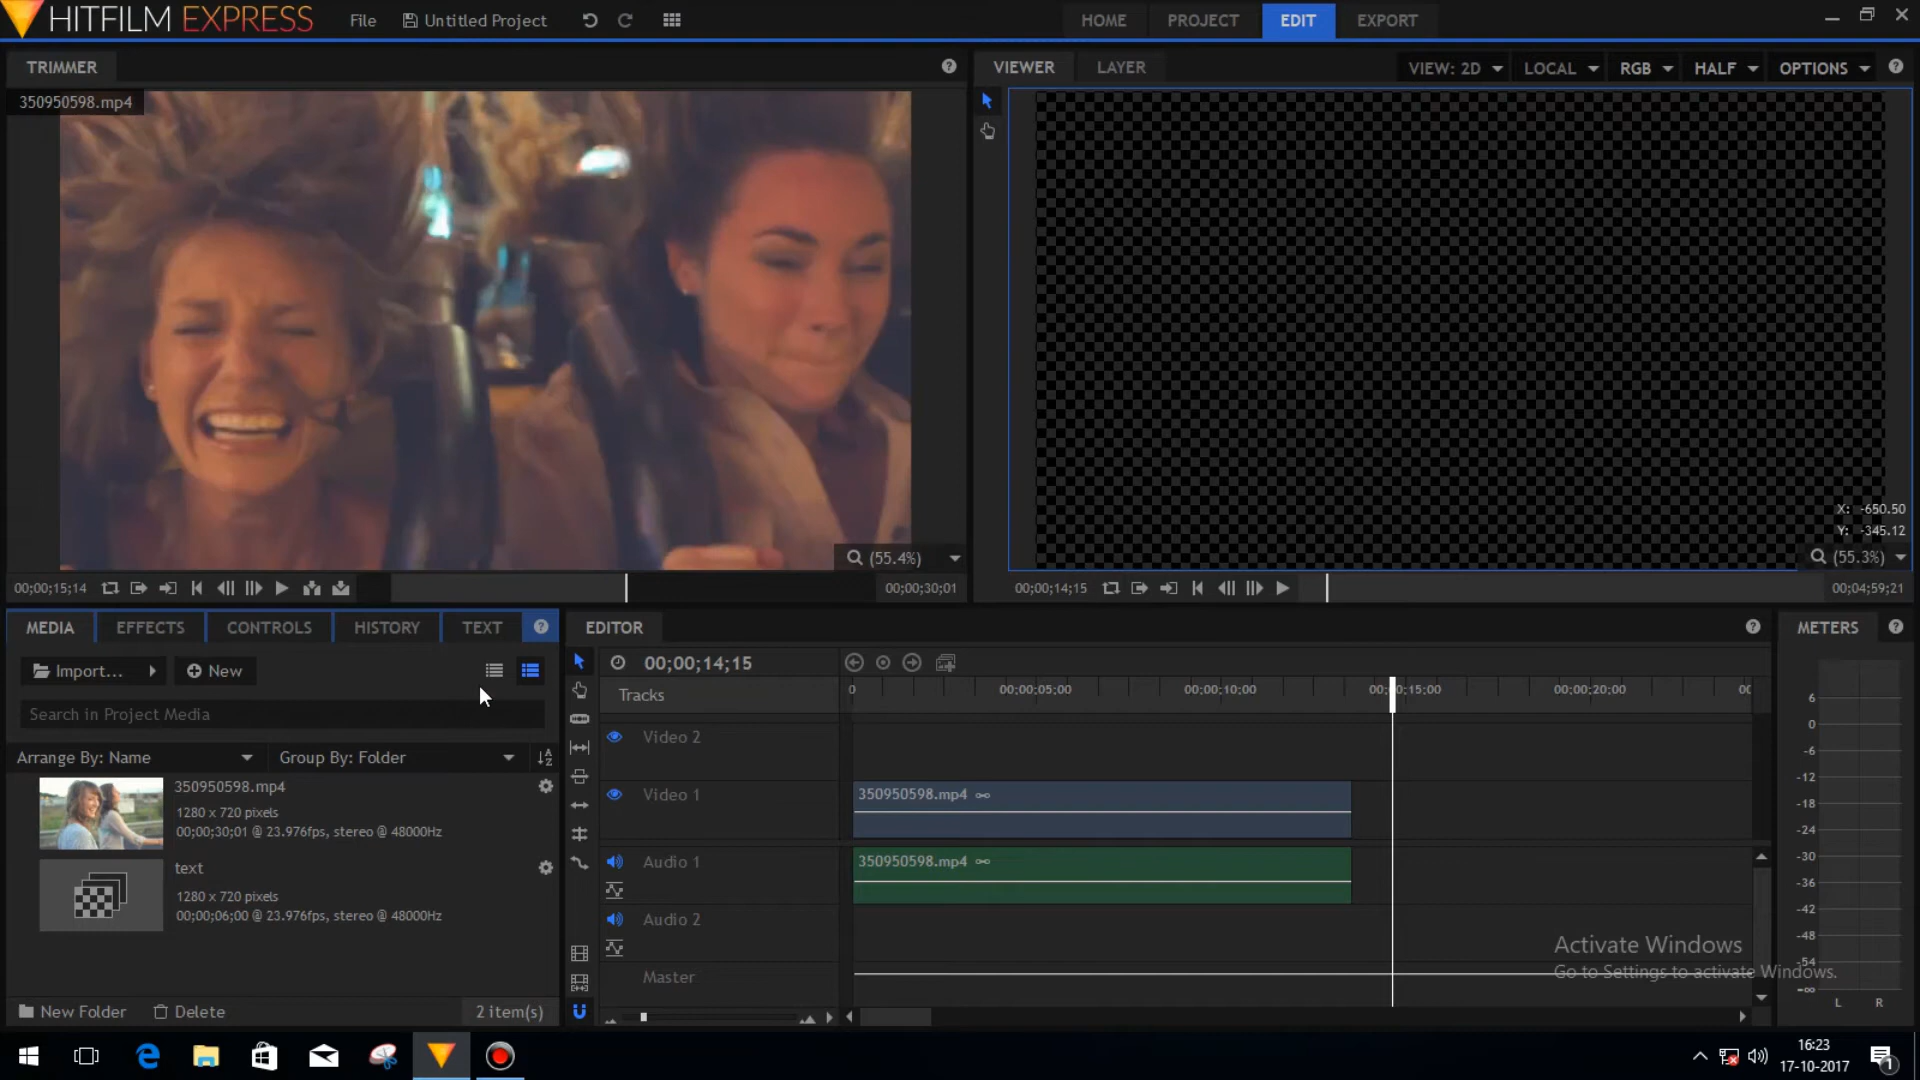 HITFILM EXPRESS
File
Untitled Project
HOME
PROJECT
EDIT
EXPORT
TRIMMER
350950598.mp4
(55.4%)
00;00;15;14
00;00;30;01
VIEWER
LAYER
VIEW: 2D
LOCAL
RGB
HALF
OPTIONS
X: -650.50
Y: -345.12
(55.3%)
00;00;14;15
00;04;59;21
MEDIA
EFFECTS
CONTROLS
HISTORY
TEXT
Import...
New
Search in Project Media
Arrange By: Name
Group By: Folder
350950598.mp4
1280 x 720 pixels
00;00;30;01 @ 23.976fps, stereo @ 48000Hz
text
1280 x 720 pixels
00;00;06;00 @ 23.976fps, stereo @ 48000Hz
New Folder
Delete
2 item(s)
EDITOR
00;00;14;15
Tracks
0
00;00;05;00
00;00;10;00
00;00;15;00
00;00;20;00
00
Video 2
Video 1
350950598.mp4
Audio 1
350950598.mp4
Audio 2
Master
METERS
6
0
-6
-12
-18
-24
-30
-36
-42
-48
-54
-∞
L R
Activate Windows
Go to Settings to activate Windows.
16:23
17-10-2017
1